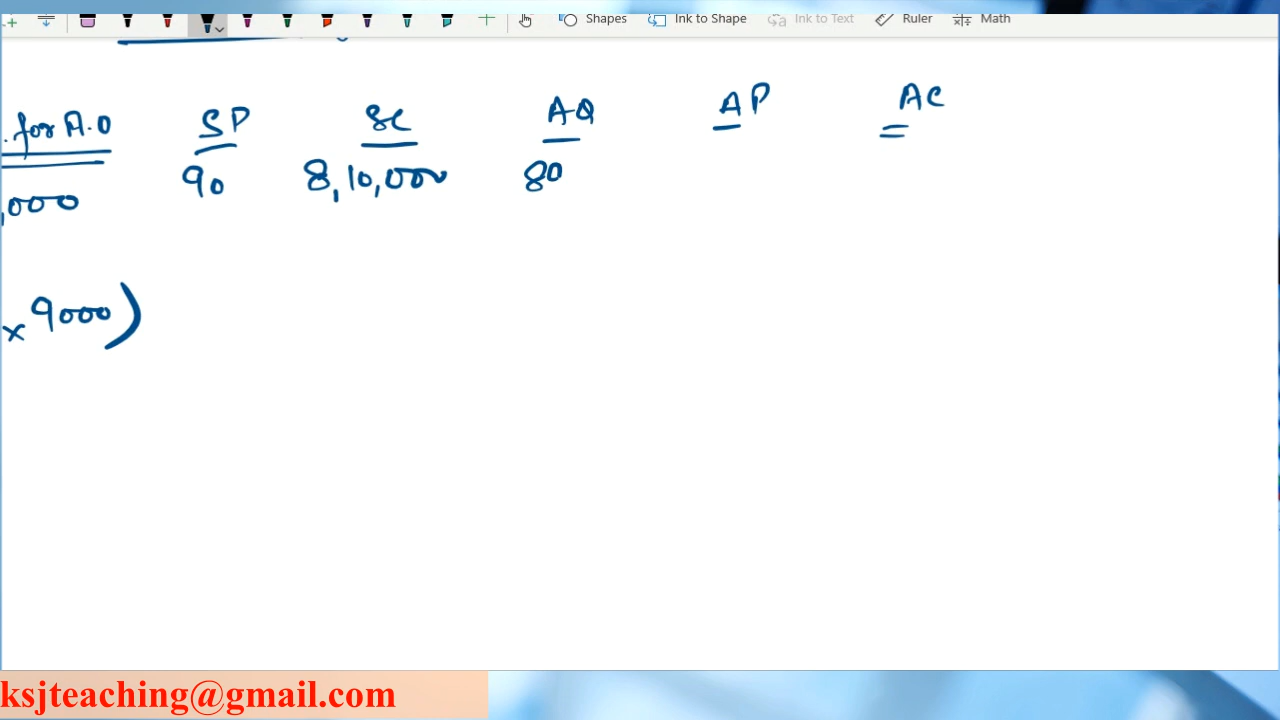 Shapes Ink to Shape Ink to Text Ruler Math
. for A.O SP SC AQ AP AC
,000 90 8,10,000 80
× 9000)
ksjteaching@gmail.com